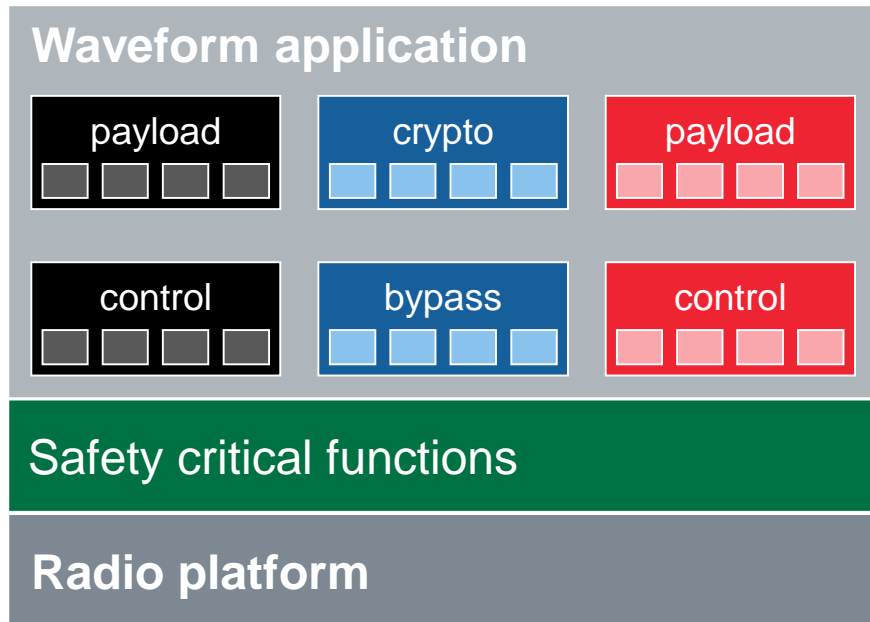 Waveform application
payload
crypto
payload
control
bypass
control
Safety critical functions
Radio platform